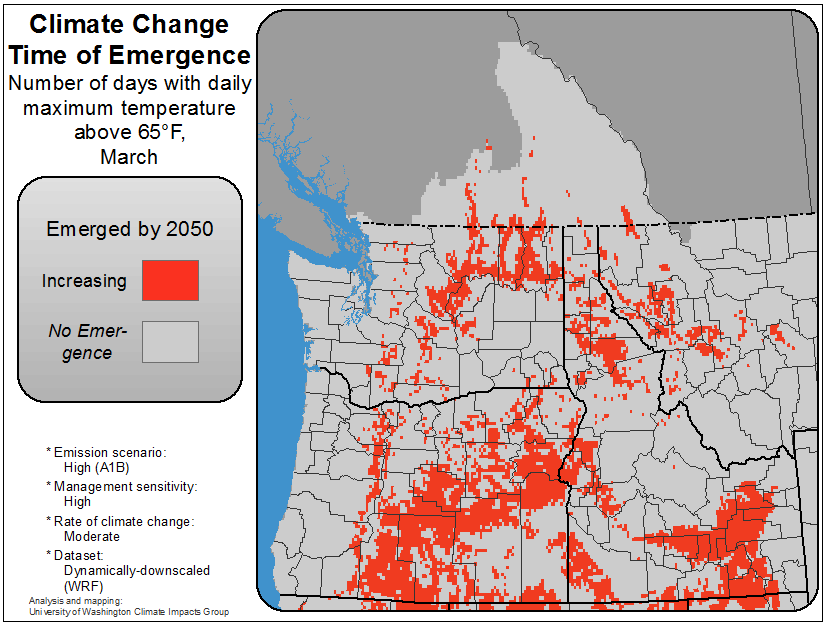 Climate Change
Time of Emergence
Number of days with daily
maximum temperature
above 65°F,
March
Emerged by 2050
Increasing
No Emer-
gence
* Emission scenario:
High (A1B)
* Management sensitivity:
High
* Rate of climate change:
Moderate
* Dataset:
Dynamically-downscaled
(WRF)
Analysis and mapping:
University of Washington Climate Impacts Group